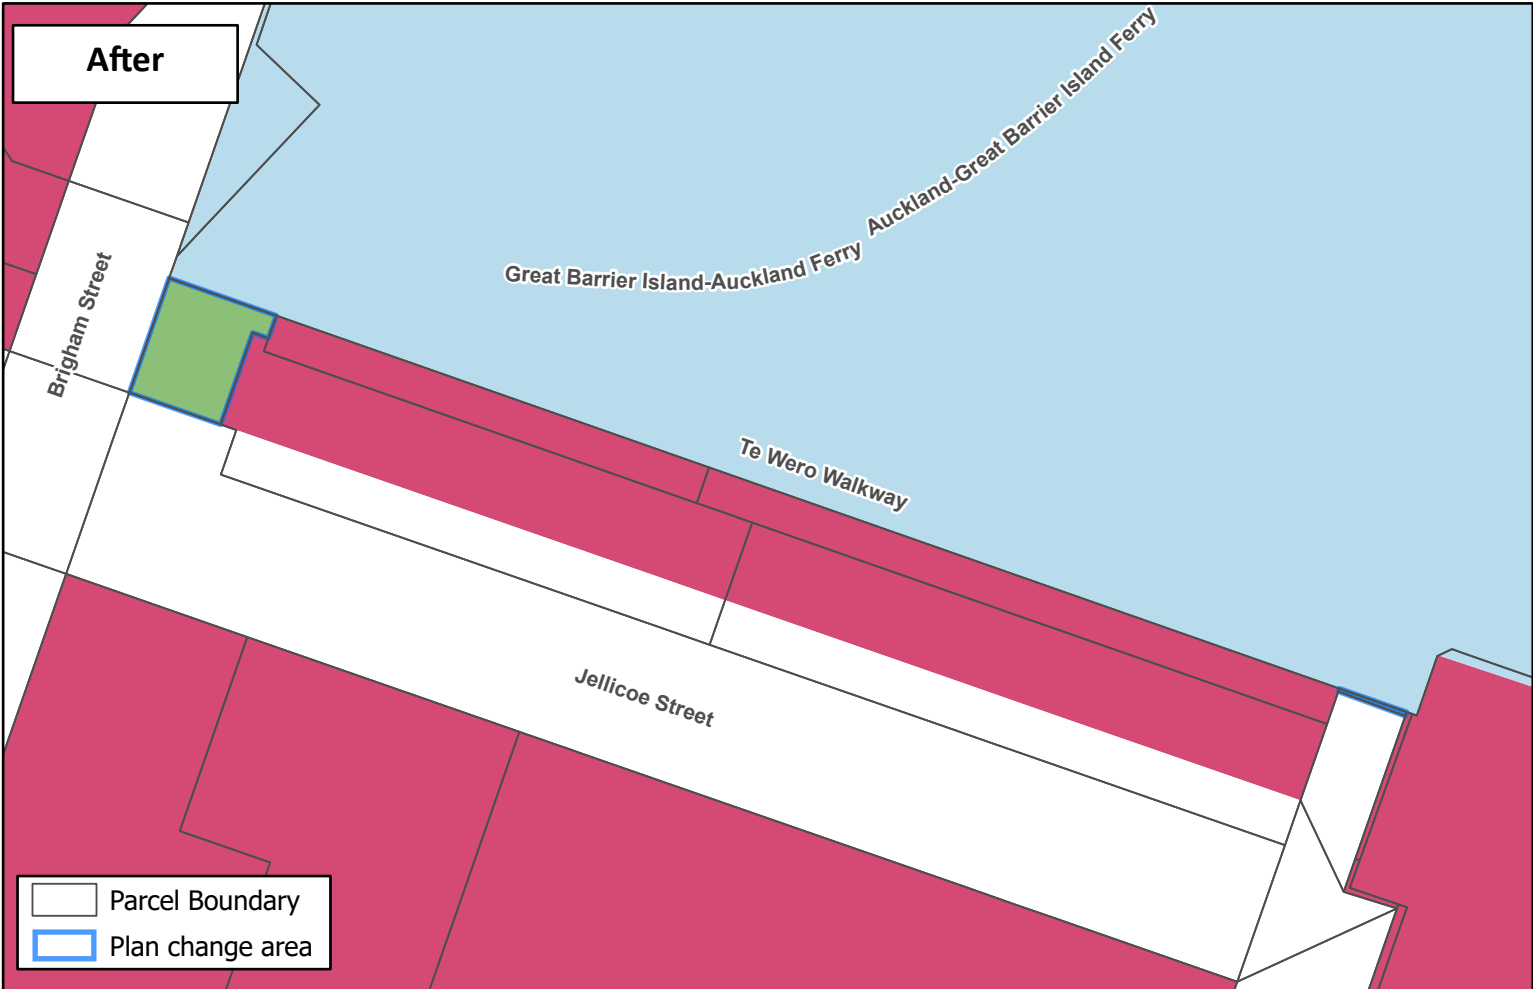 After
Auckland-Great Barrier Island Ferry
Great Barrier Island-Auckland Ferry
Brigham Street
Te Wero Walkway
Jellicoe Street
Parcel Boundary
Plan change area